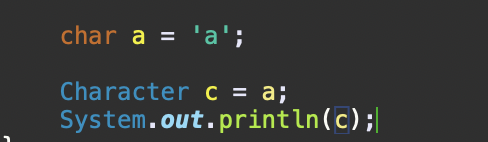 char a = 'a';
Character c = a;
System.out.println(c);
}